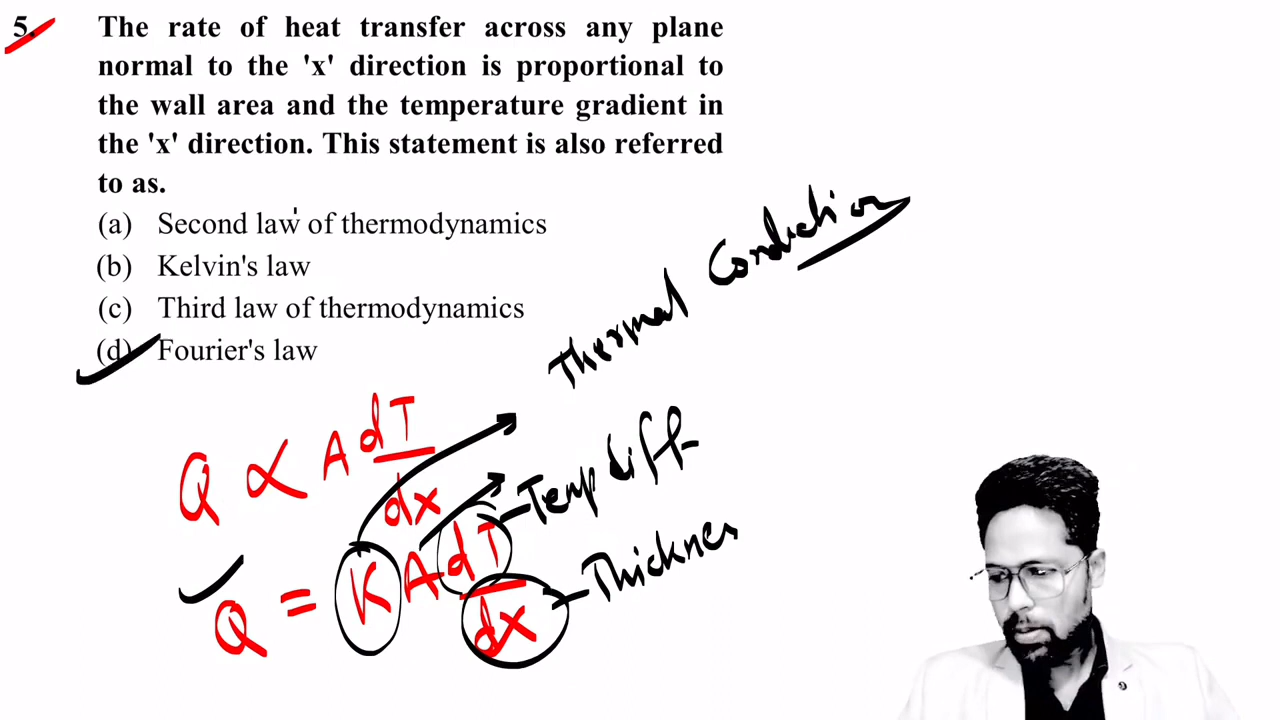 5. The rate of heat transfer across any plane
normal to the 'x' direction is proportional to
the wall area and the temperature gradient in
the 'x' direction. This statement is also referred
to as.
(a) Second law of thermodynamics
(b) Kelvin's law
(c) Third law of thermodynamics
(d) Fourier's law
Thermal Conduction
Q ∝ A dT/dx
Temp diff
Q = K A dT/dx
Thicknes